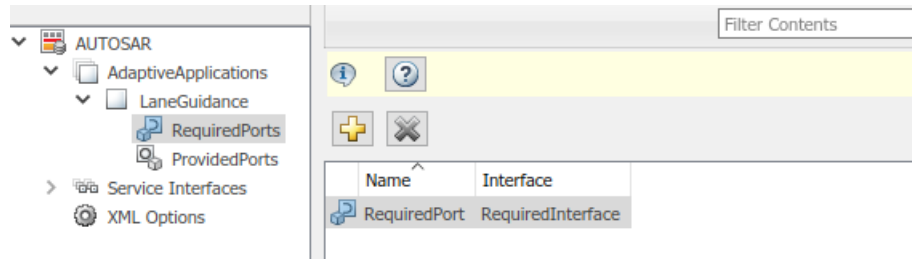 Filter Contents
AUTOSAR
AdaptiveApplications
LaneGuidance
RequiredPorts
ProvidedPorts
Service Interfaces
XML Options
Name Interface
RequiredPort RequiredInterface